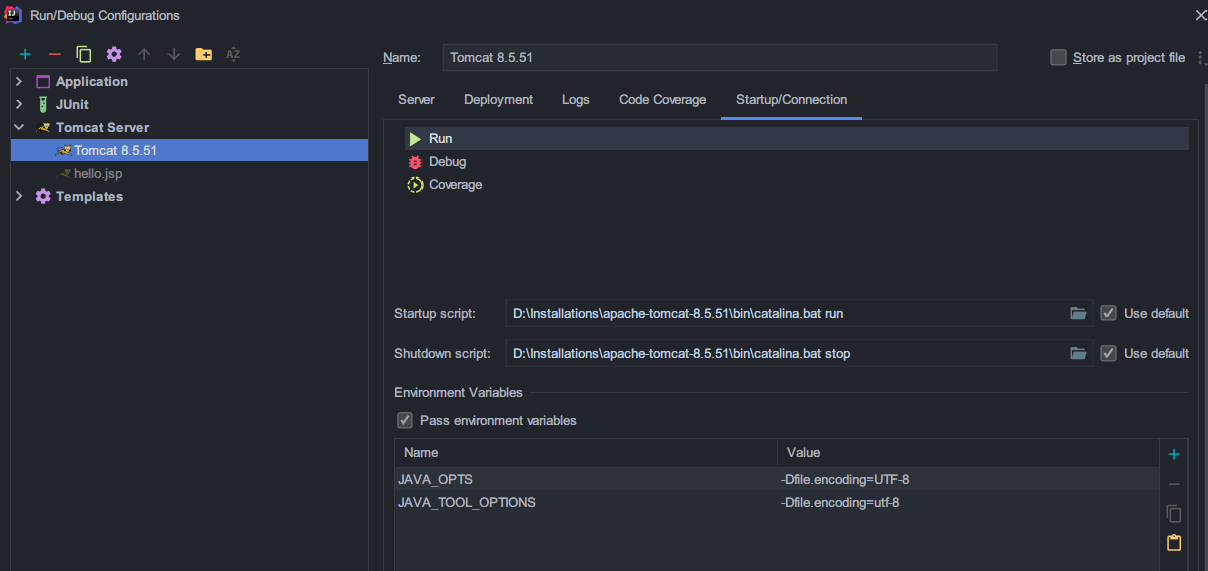 Run/Debug Configurations
Name: Tomcat 8.5.51 Store as project file
Application
JUnit
Tomcat Server
Tomcat 8.5.51
hello.jsp
Templates
Server Deployment Logs Code Coverage Startup/Connection
Run
Debug
Coverage
Startup script: D:\Installations\apache-tomcat-8.5.51\bin\catalina.bat run Use default
Shutdown script: D:\Installations\apache-tomcat-8.5.51\bin\catalina.bat stop Use default
Environment Variables
Pass environment variables
Name Value
JAVA_OPTS -Dfile.encoding=UTF-8
JAVA_TOOL_OPTIONS -Dfile.encoding=utf-8